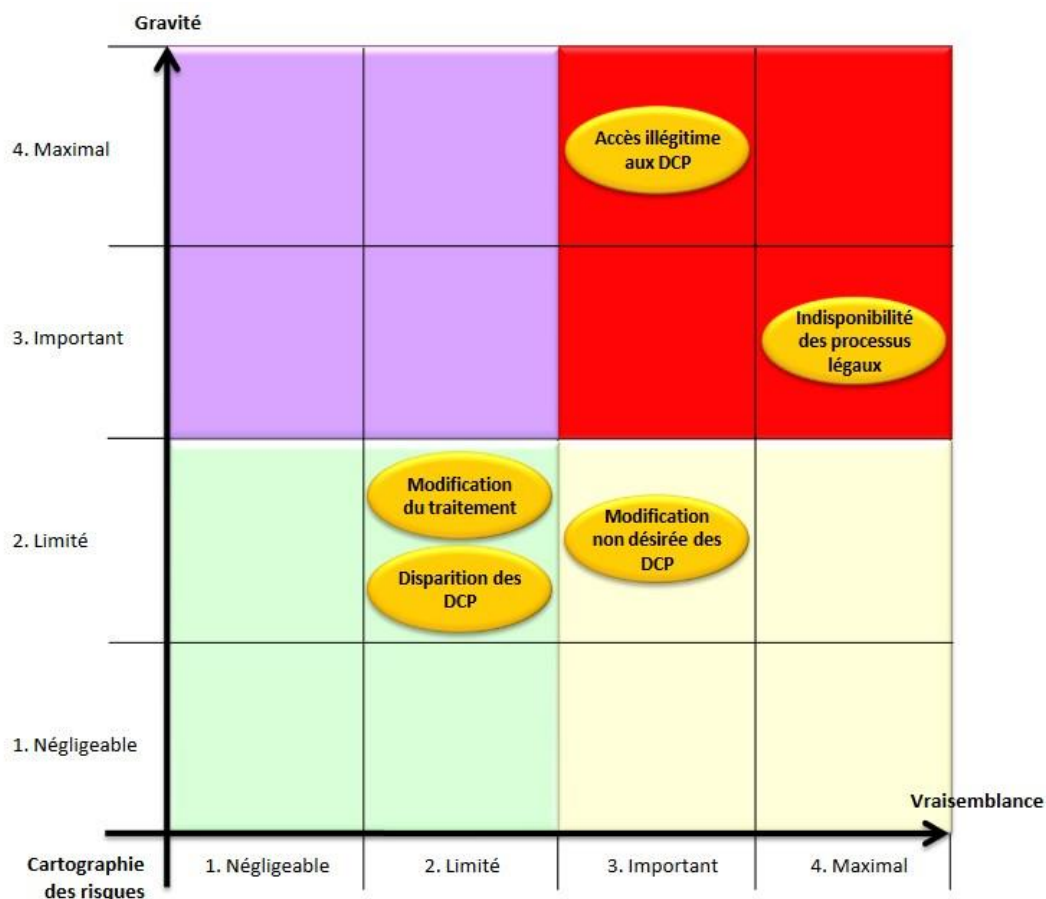 Gravité
4. Maximal
Accès illégitime
aux DCP
3. Important
Indisponibilité
des processus
légaux
2. Limité
Modification
du traitement
Disparition des
DCP
Modification
non désirée des
DCP
1. Négligeable
Vraisemblance
Cartographie
des risques
1. Négligeable
2. Limité
3. Important
4. Maximal